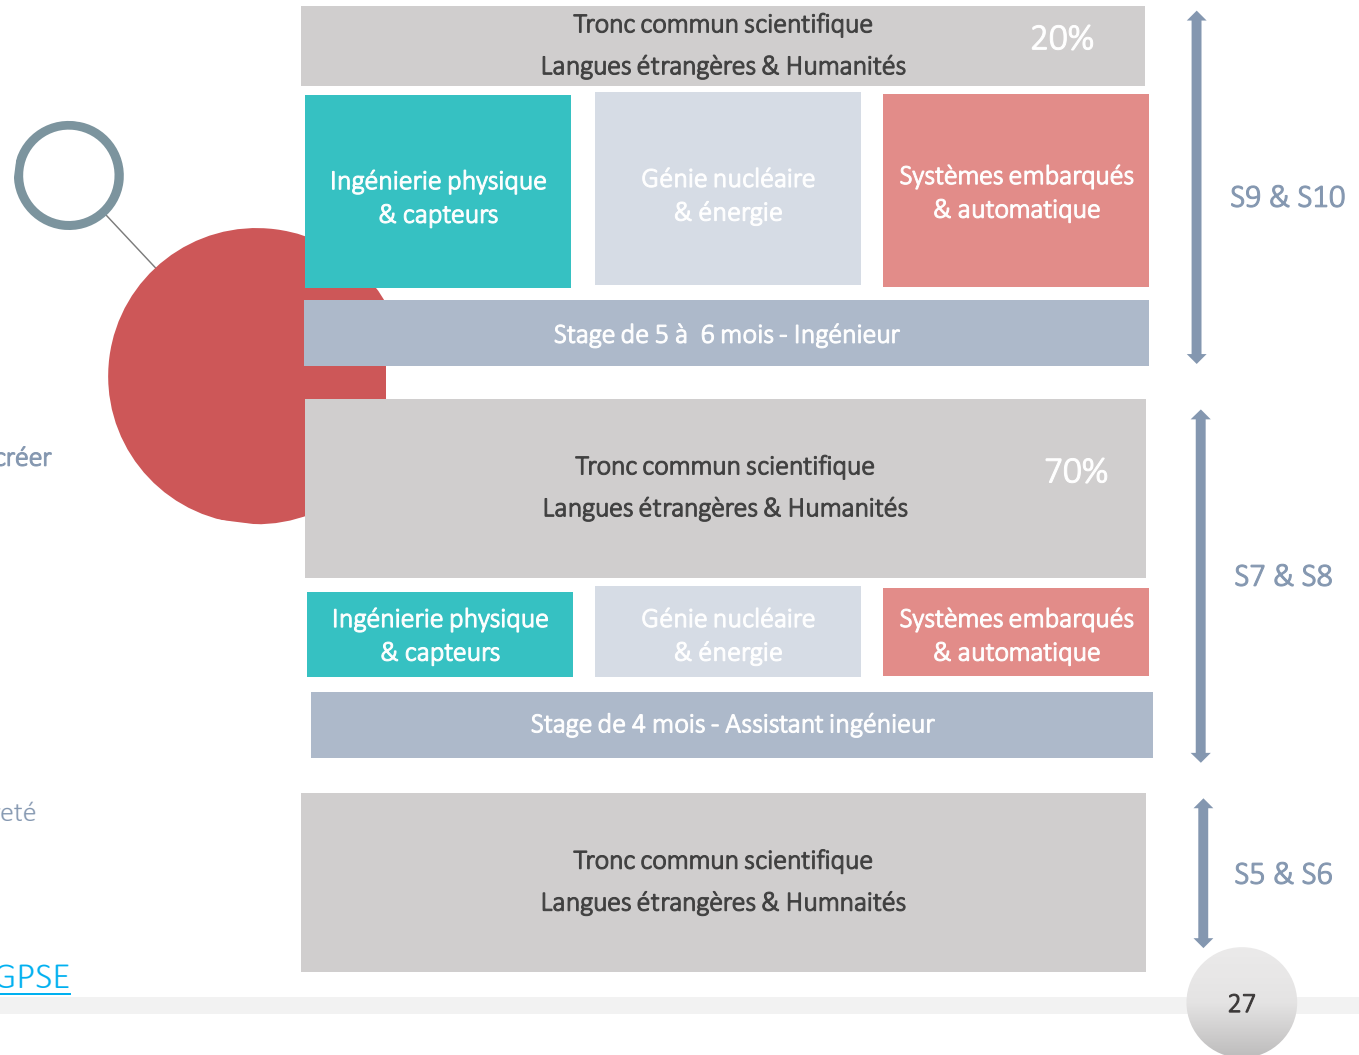 Tronc commun scientifique
Langues étrangères & Humanités
20%
Ingénierie physique
& capteurs
Génie nucléaire
& énergie
Systèmes embarqués
& automatique
S9 & S10
Stage de 5 à 6 mois - Ingénieur
créer
Tronc commun scientifique
Langues étrangères & Humanités
70%
S7 & S8
Ingénierie physique
& capteurs
Génie nucléaire
& énergie
Systèmes embarqués
& automatique
Stage de 4 mois - Assistant ingénieur
eté
Tronc commun scientifique
Langues étrangères & Humnaités
S5 & S6
GPSE
27